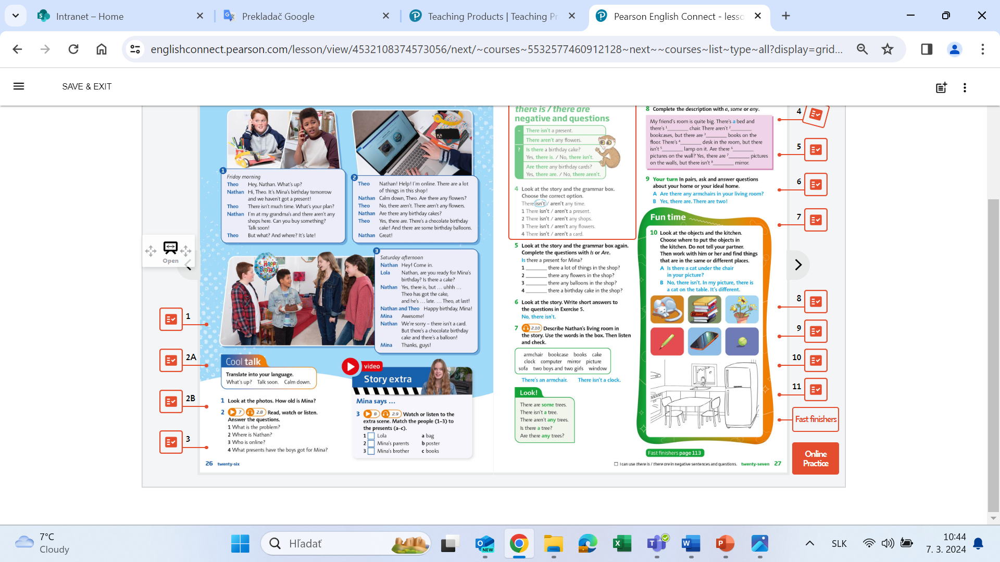 Intranet – Home
Prekladač Google
Teaching Products | Teaching Pr
Pearson English Connect - lesso
englishconnect.pearson.com/lesson/view/4532108374573056/next/~courses~5532577460912128~next~~courses~list~type~all?display=grid...
SAVE & EXIT
1
Friday morning
Theo Hey, Nathan. What's up?
Nathan Hi, Theo. It's Mina's birthday tomorrow
and we haven't got a present!
Theo There isn't much time. What's your plan?
Nathan I'm at my grandma's and there aren't any
shops here. Can you buy something?
Talk soon!
Theo But what? And where? It's late!
2
Theo Nathan! Help! I'm online. There are a lot
of things in this shop!
Nathan Calm down, Theo. Are there any flowers?
Theo No, there aren't. There aren't any flowers.
Nathan Are there any birthday cakes?
Theo Yes, there are. There's a chocolate birthday
cake! And there are some birthday balloons.
Nathan Great!
HAPPY
BIRTHD
3
Saturday afternoon
Nathan Hey! Come in.
Lola Nathan, are you ready for Mina's
birthday? Is there a cake?
Nathan Yes, there is, but ... uhhh ...
Theo has got the cake,
and he's ... late. ... Theo, at last!
Nathan and Theo Happy birthday, Mina!
Mina Awesome!
Nathan We're sorry – there isn't a card.
But there's a chocolate birthday
cake and there's a balloon!
Mina Thanks, guys!
Open
1
2A
2B
3
Cool talk
Translate into your language.
What's up? Talk soon. Calm down.
1 Look at the photos. How old is Mina?
2 7 2.8 Read, watch or listen.
Answer the questions.
1 What is the problem?
2 Where is Nathan?
3 Who is online?
4 What presents have the boys got for Mina?
video
Story extra
Mina says ...
3 8 2.9 Watch or listen to the
extra scene. Match the people (1–3) to
the presents (a–c).
1 Lola a bag
2 Mina's parents b poster
3 Mina's brother c books
26 twenty-six
there is / there are
negative and questions
– There isn't a present.
There aren't any flowers.
? Is there a birthday cake?
Yes, there is. / No, there isn't.
Are there any birthday cards?
Yes, there are. / No, there aren't.
4 Look at the story and the grammar box.
Choose the correct option.
There isn't / aren't any time.
1 There isn't / aren't a present.
2 There isn't / aren't any shops.
3 There isn't / aren't any flowers.
4 There isn't / aren't a card.
5 Look at the story and the grammar box again.
Complete the questions with Is or Are.
Is there a present for Mina?
1 ________ there a lot of things in the shop?
2 ________ there any flowers in the shop?
3 ________ there any balloons in the shop?
4 ________ there a birthday cake in the shop?
6 Look at the story. Write short answers to
the questions in Exercise 5.
No, there isn't.
7 2.10 Describe Nathan's living room in
the story. Use the words in the box. Then listen
and check.
armchair bookcase books cake
clock computer mirror picture
sofa two boys and two girls window
There's an armchair. There isn't a clock.
Look!
There are some trees.
There isn't a tree.
There aren't any trees.
Is there a tree?
Are there any trees?
8 Complete the description with a, some or any.
My friend's room is quite big. There's a bed and
there's 1________ chair. There aren't 2________
bookcases, but there are 3________ books on the
floor. There's 4________ desk in the room, but there
isn't 5________ lamp on it. Are there 6________
pictures on the wall? Yes, there are 7________ pictures
on the walls, but there isn't 8________ mirror.
9 Your turn In pairs, ask and answer questions
about your home or your ideal home.
A Are there any armchairs in your living room?
B Yes, there are. There are two!
Fun time
10 Look at the objects and the kitchen.
Choose where to put the objects in
the kitchen. Do not tell your partner.
Then work with him or her and find things
that are in the same or different places.
A Is there a cat under the chair
in your picture?
B No, there isn't. In my picture, there is
a cat on the table. It's different.
Fast finishers page 113
I can use there is / there are in negative sentences and questions. twenty-seven 27
4
5
6
7
8
9
10
11
Fast finishers
Online
Practice
7°C
Cloudy
Hľadať
NEW
SLK
10:44
7. 3. 2024